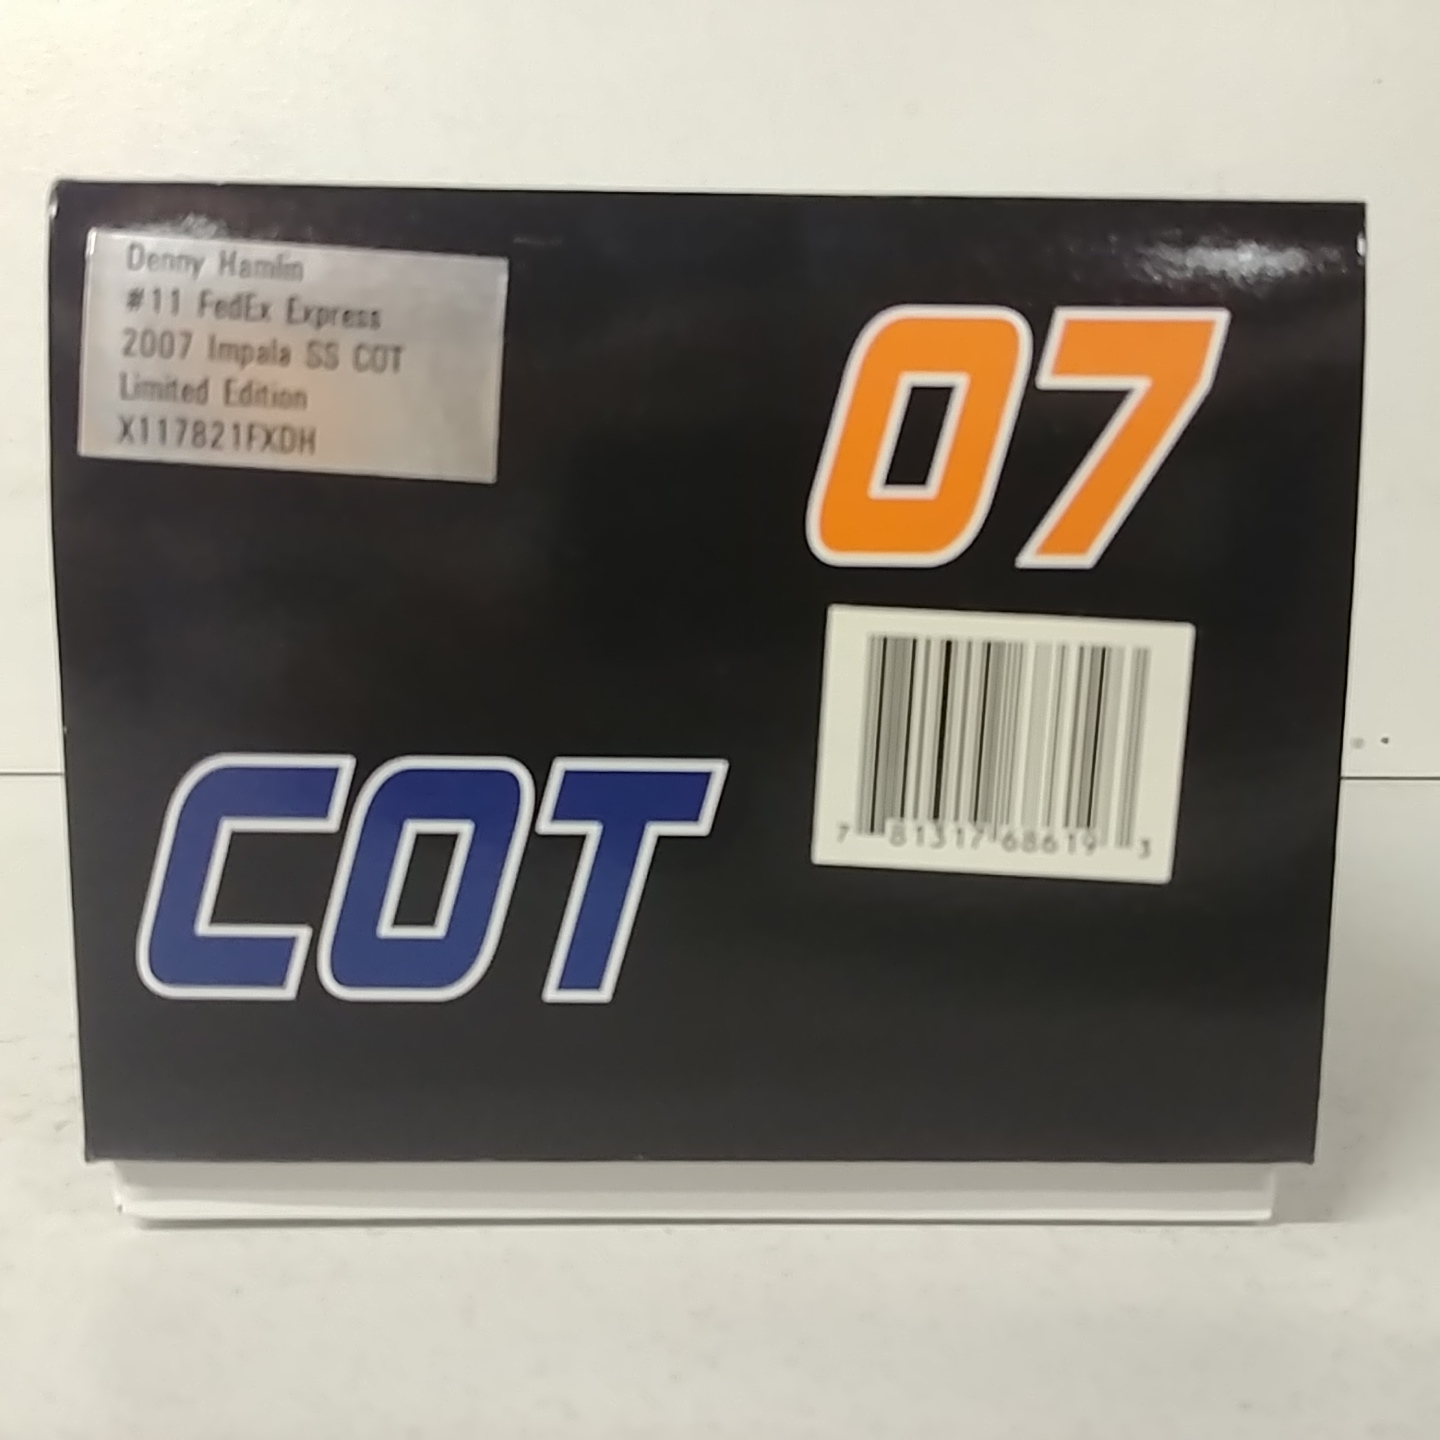 Denny Hamlin
#11 FedEx Express
2007 Impala SS COT
Limited Edition
X117821FXDH
07
7 81317 68619 3
COT